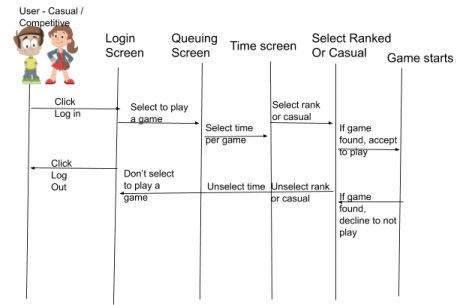 User - Casual /
Competitive
Login
Screen
Queuing
Screen
Time screen
Select Ranked
Or Casual
Game starts
Click
Log in
Select to play
a game
Select time
per game
Select rank
or casual
If game
found, accept
to play
Click
Log
Out
Don't select
to play a
game
Unselect time
Unselect rank
or casual
If game
found,
decline to not
play